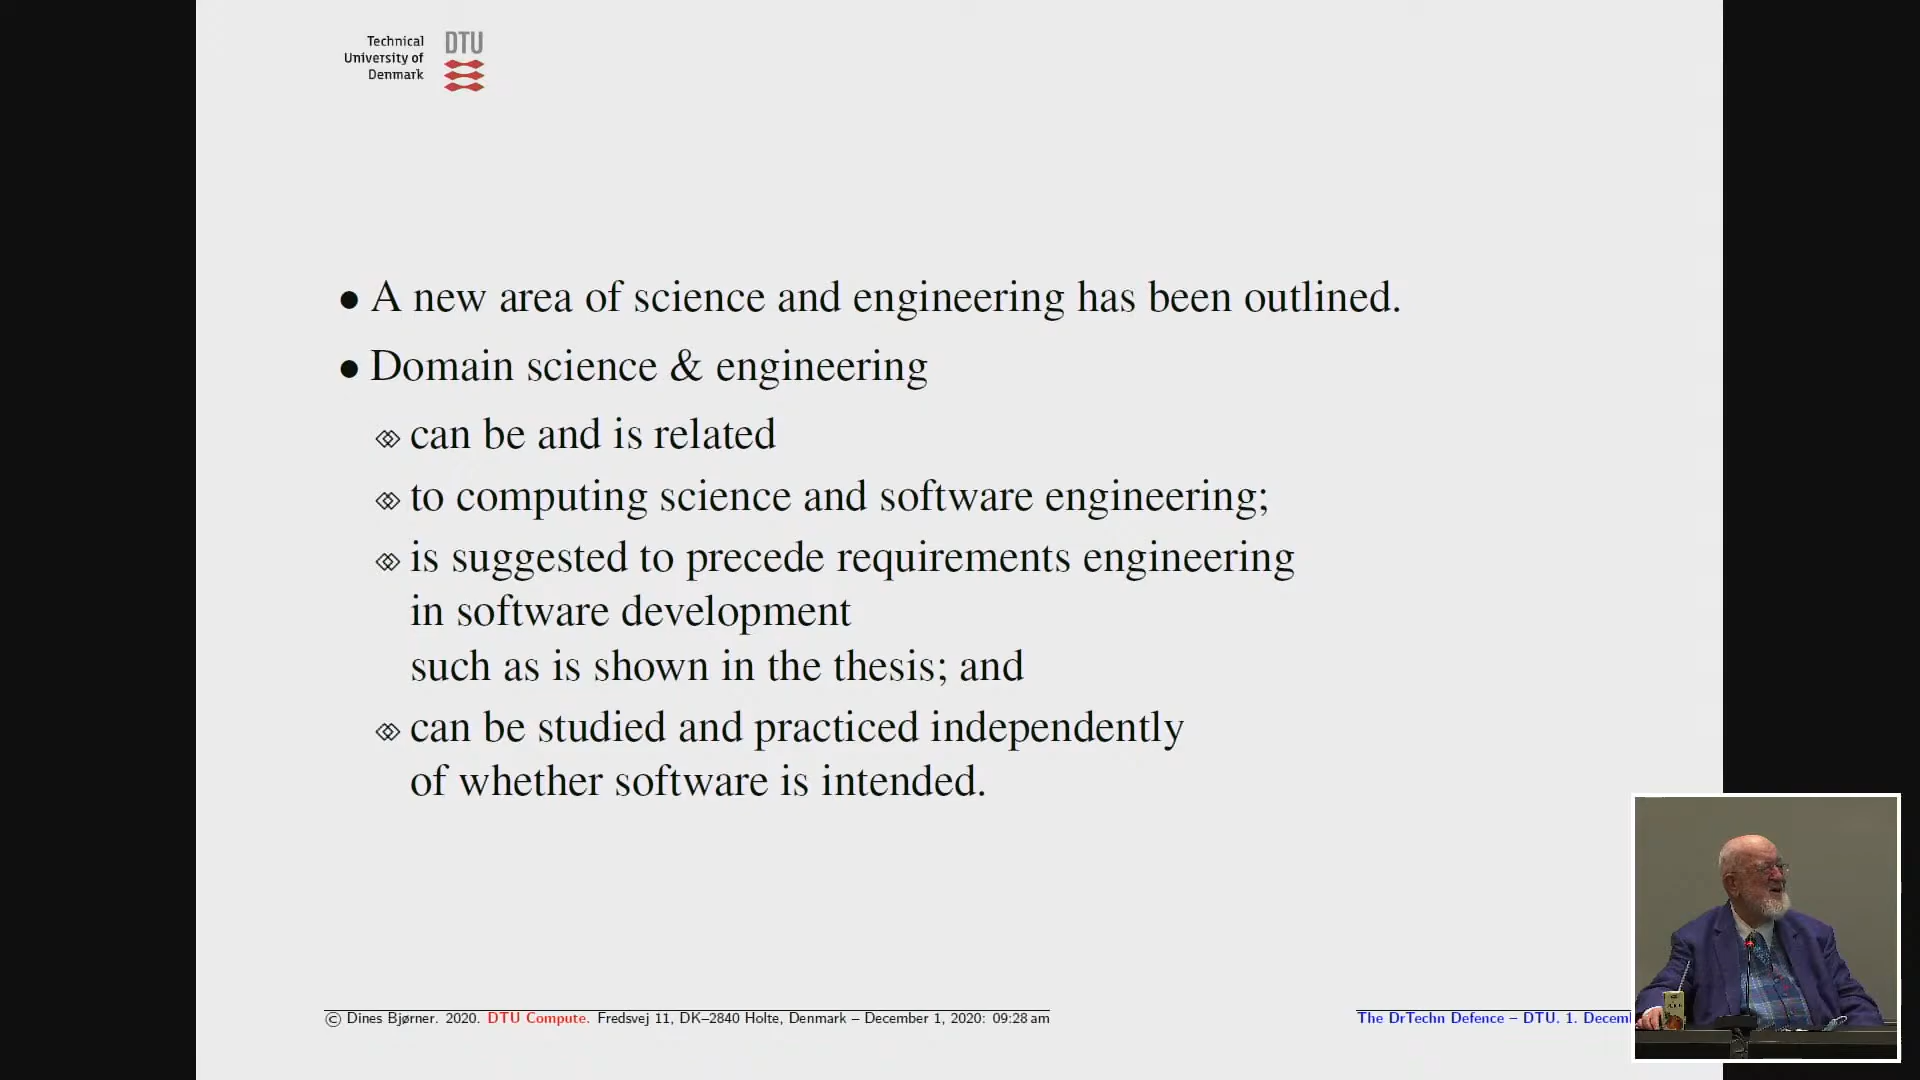 Technical
University of
Denmark
DTU
• A new area of science and engineering has been outlined.
• Domain science & engineering
can be and is related
to computing science and software engineering;
is suggested to precede requirements engineering
in software development
such as is shown in the thesis; and
can be studied and practiced independently
of whether software is intended.
© Dines Bjørner. 2020. DTU Compute. Fredsvej 11, DK–2840 Holte, Denmark – December 1, 2020: 09:28 am
The DrTechn Defence – DTU. 1. Decem